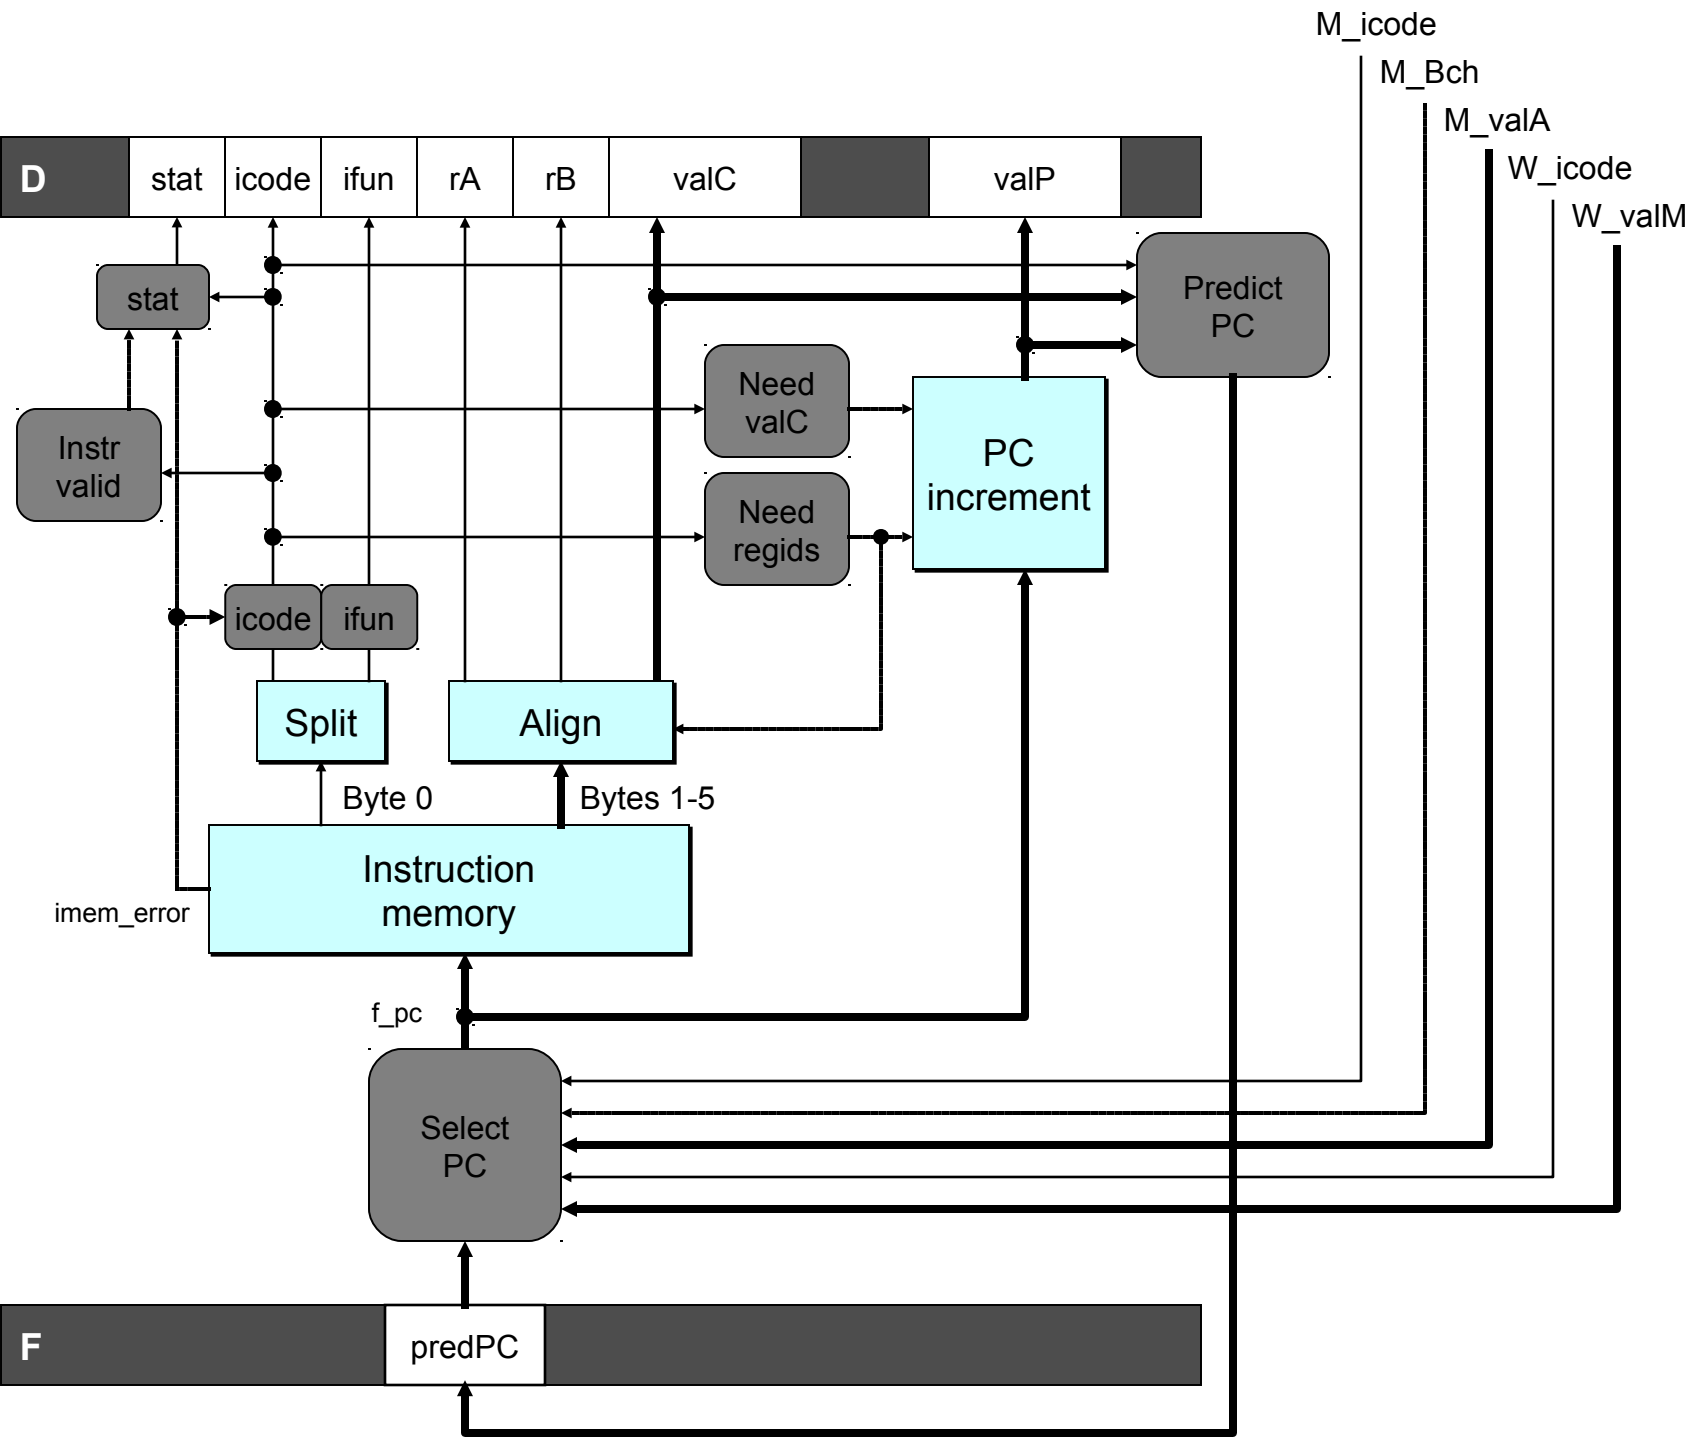 M_icode
M_Bch
M_valA
W_icode
W_valM
D
stat
icode
ifun
rA
rB
valC
valP
stat
Predict
PC
Need
valC
Instr
valid
PC
increment
Need
regids
icode
ifun
Split
Align
Byte 0
Bytes 1-5
Instruction
memory
imem_error
f_pc
Select
PC
F
predPC